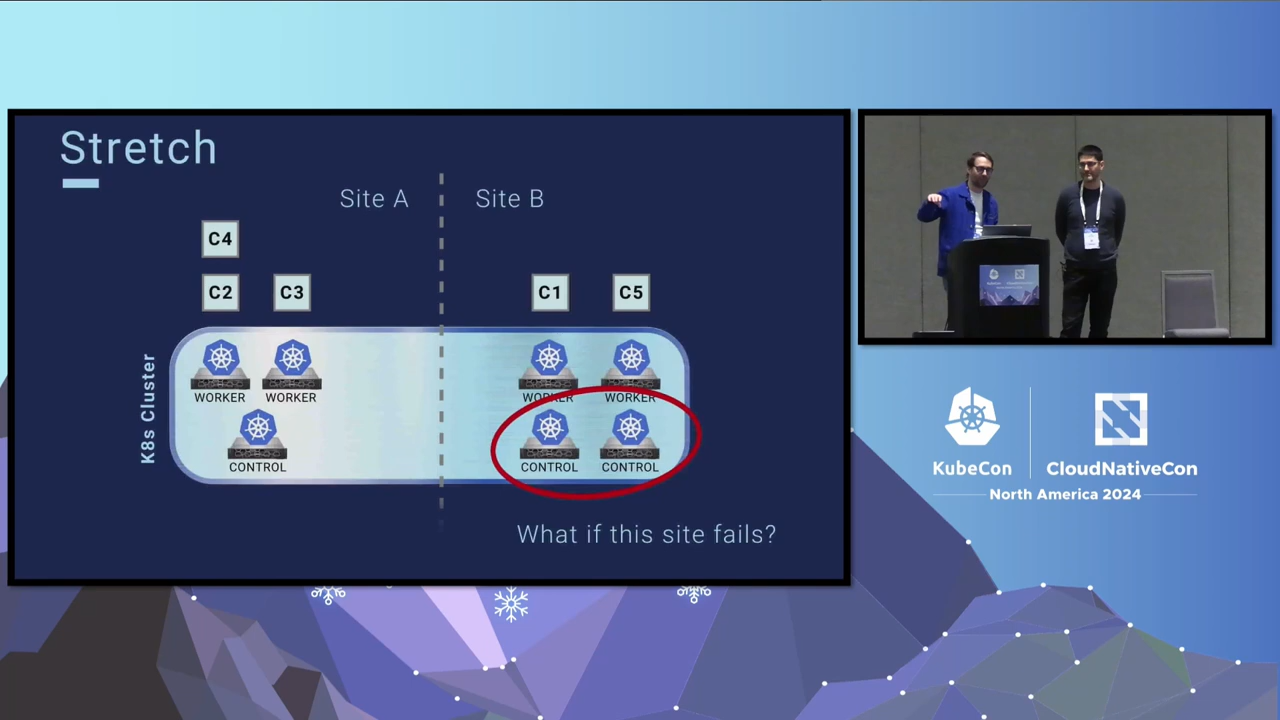 Stretch
Site A
Site B
C4
C2
C3
C1
C5
K8s Cluster
WORKER
WORKER
WORKER
WORKER
CONTROL
CONTROL
CONTROL
What if this site fails?
KubeCon
CloudNativeCon
North America 2024